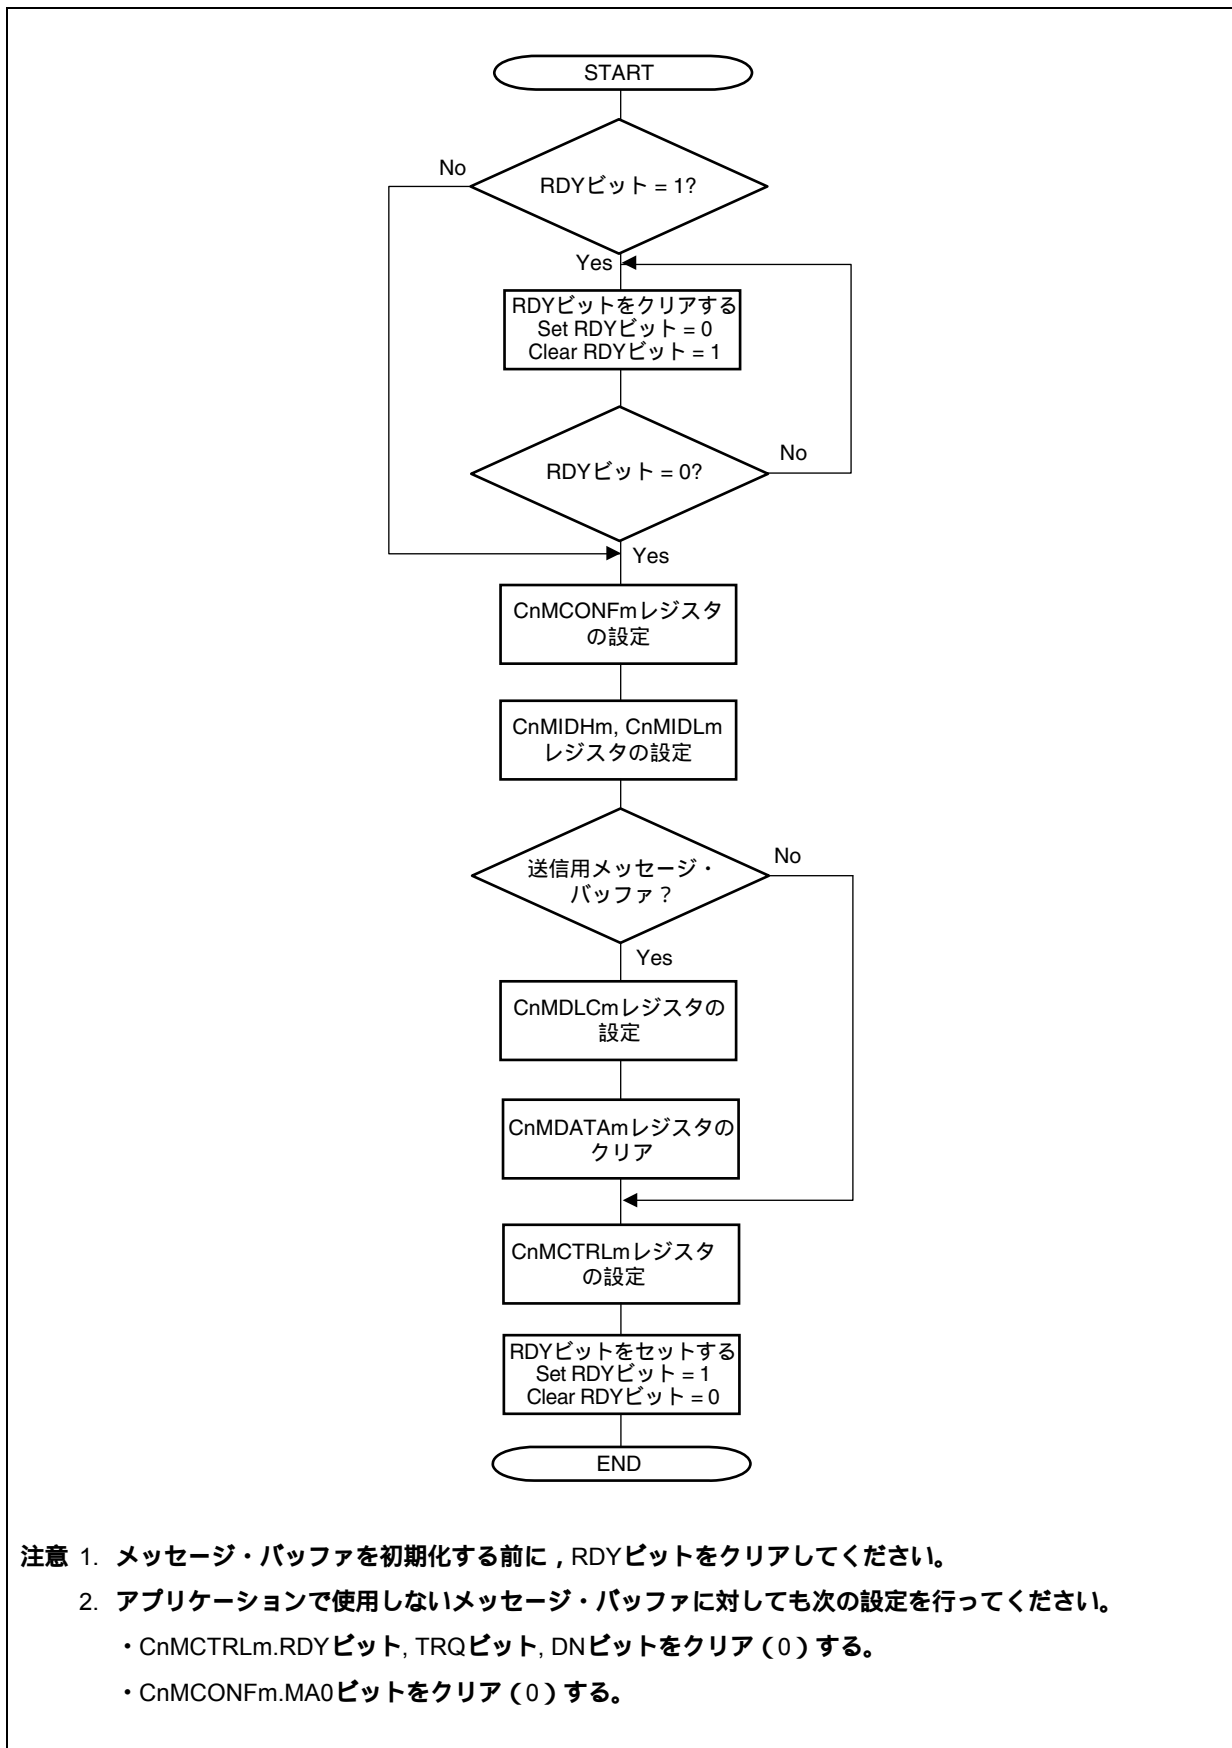 START
No
RDYビット = 1?
Yes
RDYビットをクリアする
Set RDYビット = 0
Clear RDYビット = 1
RDYビット = 0?
No
Yes
CnMCONFmレジスタ
の設定
CnMIDHm, CnMIDLm
レジスタの設定
送信用メッセージ・
バッファ？
No
Yes
CnMDLCmレジスタの
設定
CnMDATAmレジスタの
クリア
CnMCTRLmレジスタ
の設定
RDYビットをセットする
Set RDYビット = 1
Clear RDYビット = 0
END
注意 1. メッセージ・バッファを初期化する前に，RDYビットをクリアしてください。
2. アプリケーションで使用しないメッセージ・バッファに対しても次の設定を行ってください。
・CnMCTRLm.RDYビット, TRQビット, DNビットをクリア（0）する。
・CnMCONFm.MA0ビットをクリア（0）する。